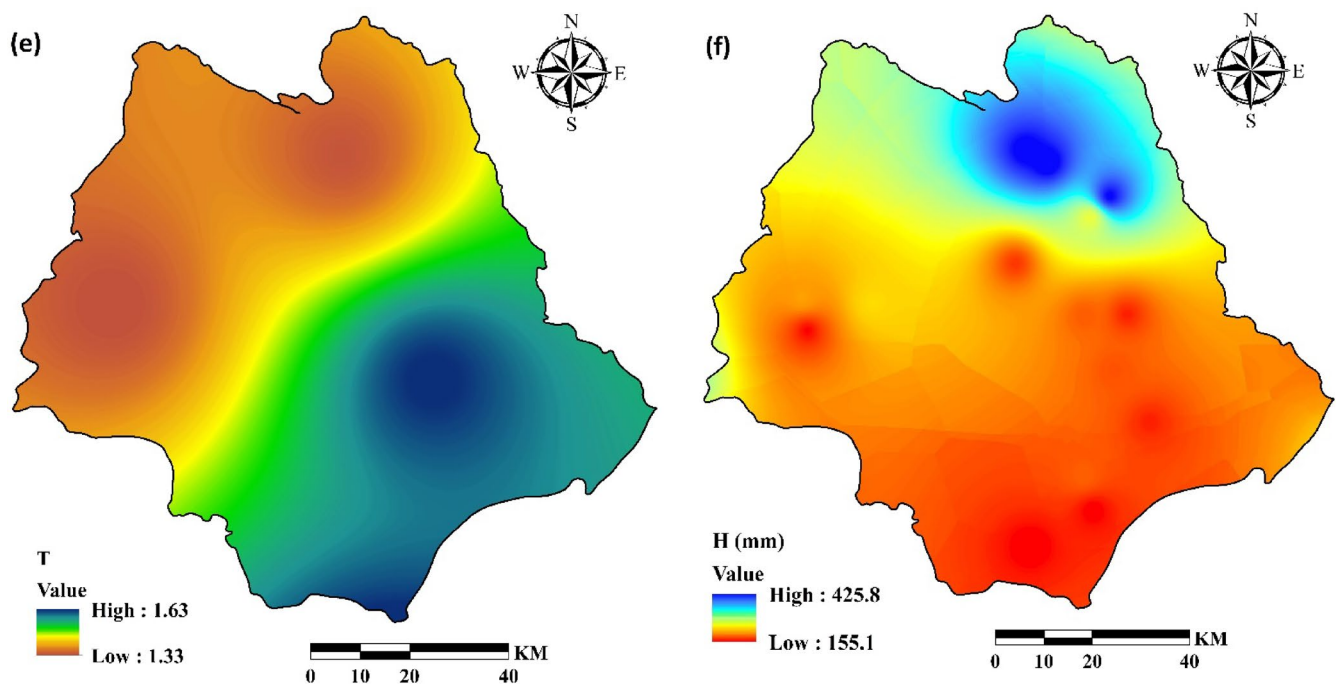 (e)
N
W E
S
T
Value
High : 1.63
Low : 1.33
KM
0 10 20 40
(f)
N
W E
S
H (mm)
Value
High : 425.8
Low : 155.1
KM
0 10 20 40